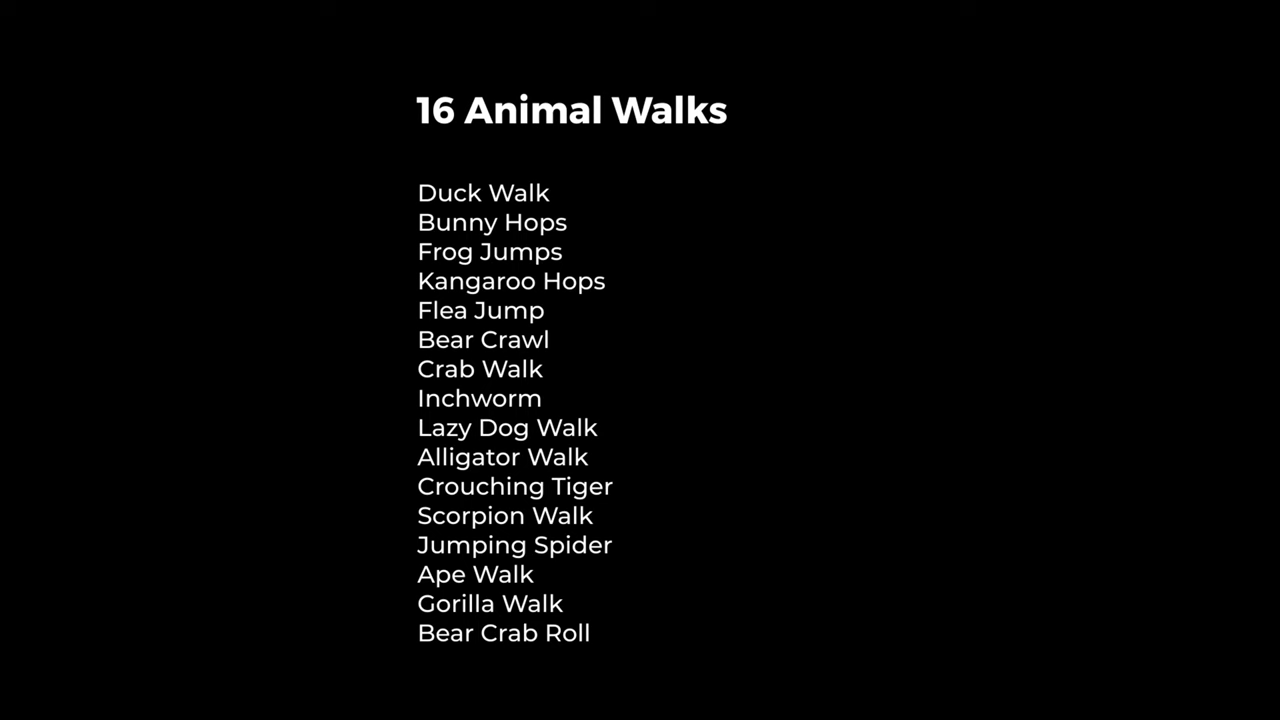 16 Animal Walks
Duck Walk
Bunny Hops
Frog Jumps
Kangaroo Hops
Flea Jump
Bear Crawl
Crab Walk
Inchworm
Lazy Dog Walk
Alligator Walk
Crouching Tiger
Scorpion Walk
Jumping Spider
Ape Walk
Gorilla Walk
Bear Crab Roll